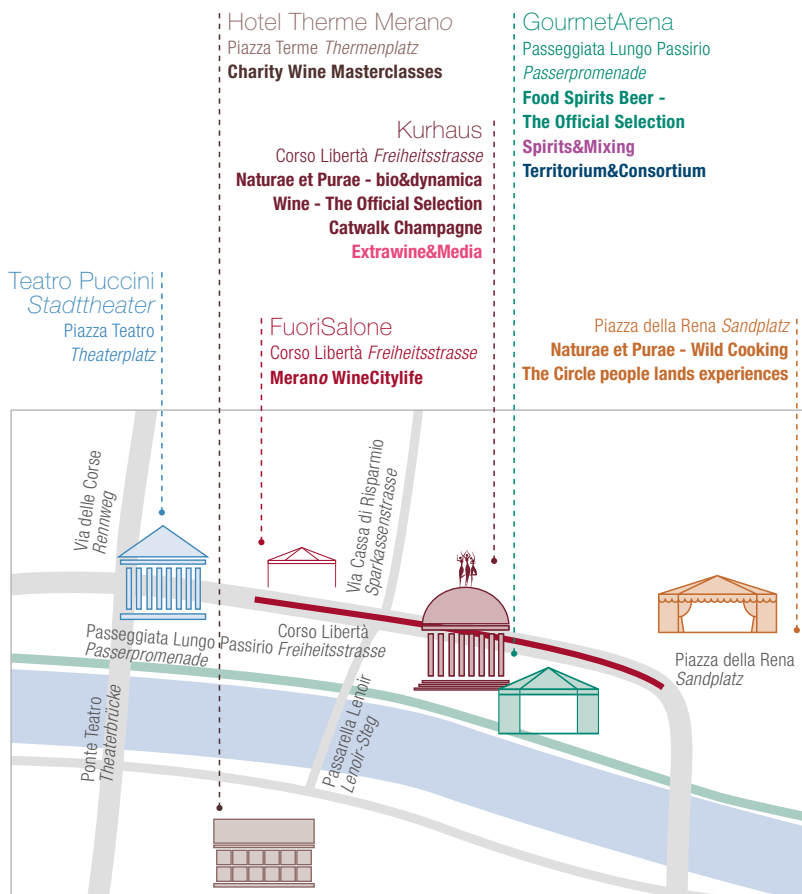 Hotel Therme Merano
Piazza Terme Thermenplatz
Charity Wine Masterclasses
GourmetArena
Passeggiata Lungo Passirio
Passerpromenade
Food Spirits Beer -
The Official Selection
Spirits&Mixing
Territorium&Consortium
Kurhaus
Corso Libertà Freiheitsstrasse
Naturae et Purae - bio&dynamica
Wine - The Official Selection
Catwalk Champagne
Extrawine&Media
Teatro Puccini
Stadttheater
Piazza Teatro
Theaterplatz
FuoriSalone
Corso Libertà Freiheitsstrasse
Merano WineCitylife
Piazza della Rena Sandplatz
Naturae et Purae - Wild Cooking
The Circle people lands experiences
Via delle Corse
Rennweg
Via Cassa di Risparmio
Sparkassenstrasse
Passeggiata Lungo Passirio
Passerpromenade
Corso Libertà
Freiheitsstrasse
Piazza della Rena
Sandplatz
Ponte Teatro
Theaterbrücke
Passarella Lenoir
Lenoir-Steg